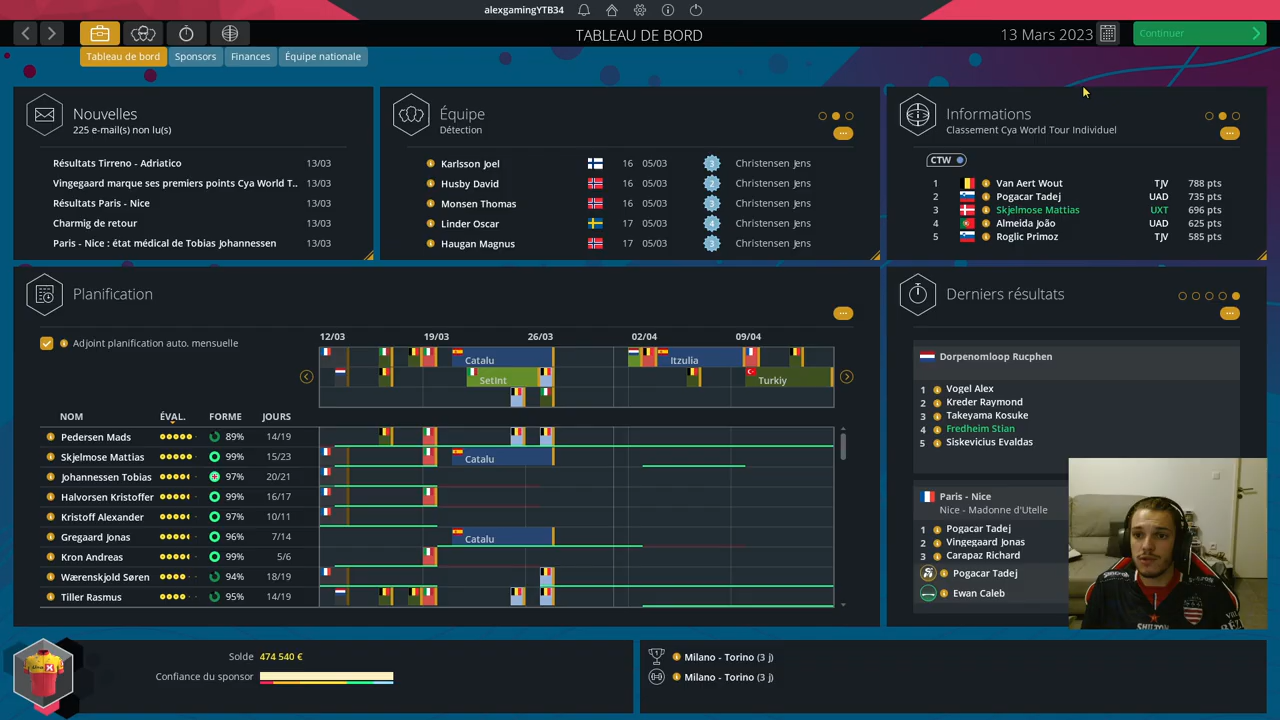 alexgamingYTB34
TABLEAU DE BORD
13 Mars 2023
Continuer
Tableau de bord
Sponsors
Finances
Équipe nationale
Nouvelles
225 e-mail(s) non lu(s)
Résultats Tirreno - Adriatico 13/03
Vingegaard marque ses premiers points Cya World T.. 13/03
Résultats Paris - Nice 13/03
Charmig de retour 13/03
Paris - Nice : état médical de Tobias Johannessen 13/03
Équipe
Détection
Karlsson Joel 16 05/03 3 Christensen Jens
Husby David 16 05/03 2 Christensen Jens
Monsen Thomas 16 05/03 3 Christensen Jens
Linder Oscar 17 05/03 4 Christensen Jens
Haugan Magnus 17 05/03 3 Christensen Jens
Informations
Classement Cya World Tour Individuel
CTW
1 Van Aert Wout TJV 788 pts
2 Pogacar Tadej UAD 735 pts
3 Skjelmose Mattias UXT 696 pts
4 Almeida João UAD 625 pts
5 Roglic Primoz TJV 585 pts
Planification
Adjoint planification auto. mensuelle
12/03 19/03 26/03 02/04 09/04
Catalu
Itzulia
SetInt
Turkiy
NOM ÉVAL. FORME JOURS
Pedersen Mads 89% 14/19
Skjelmose Mattias 99% 15/23 Catalu
Johannessen Tobias 97% 20/21
Halvorsen Kristoffer 99% 16/17
Kristoff Alexander 97% 10/11
Gregaard Jonas 96% 7/14 Catalu
Kron Andreas 99% 5/6
Wærenskjold Søren 94% 18/19
Tiller Rasmus 95% 14/19
Derniers résultats
Dorpenomloop Rucphen
1 Vogel Alex
2 Kreder Raymond
3 Takeyama Kosuke
4 Fredheim Stian
5 Siskevicius Evaldas
Paris - Nice
Nice - Madonne d'Utelle
1 Pogacar Tadej
2 Vingegaard Jonas
3 Carapaz Richard
Pogacar Tadej
Ewan Caleb
Solde 474 540 €
Confiance du sponsor
Milano - Torino (3 j)
Milano - Torino (3 j)